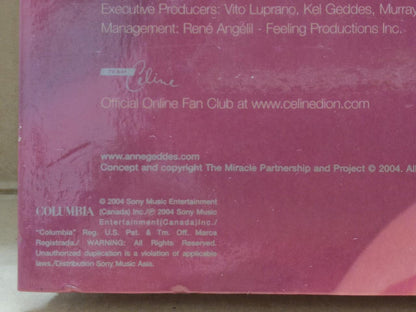 Executive Producers: Vito Luprano, Kel Geddes, Murray
Management: René Angélil - Feeling Productions Inc.
Celine
Official Online Fan Club at www.celinedion.com
www.annegeddes.com
Concept and copyright The Miracle Partnership and Project © 2004. All
© 2004 Sony Music Entertainment
COLUMBIA (Canada) Inc./℗ 2004 Sony Music
Entertainment(Canada)Inc./
"Columbia" Reg. U.S. Pat. & Tm. Off. Marca
Registrada./ WARNING: All Rights Reserved.
Unauthorized duplication is a violation of applicable
laws./Distribution Sony Music Asia.